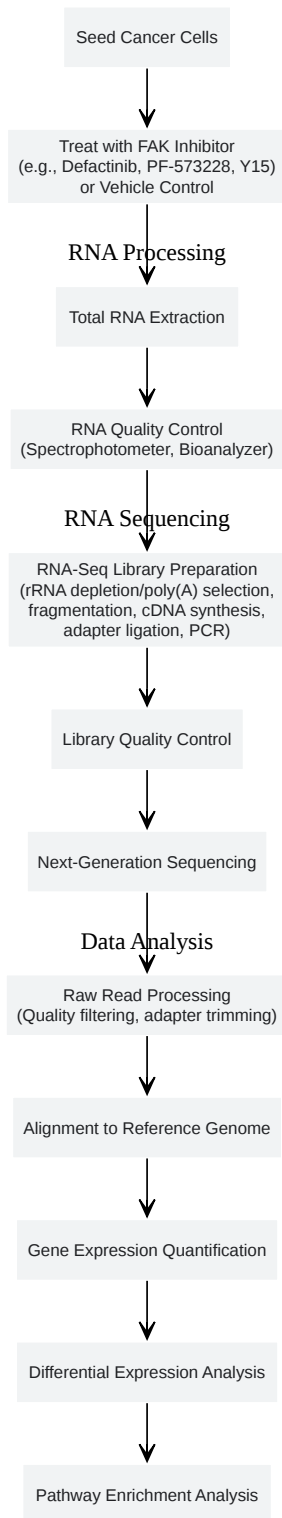 Seed Cancer Cells
Treat with FAK Inhibitor
(e.g., Defactinib, PF-573228, Y15)
or Vehicle Control
RNA Processing
Total RNA Extraction
RNA Quality Control
(Spectrophotometer, Bioanalyzer)
RNA Sequencing
RNA-Seq Library Preparation
(rRNA depletion/poly(A) selection,
fragmentation, cDNA synthesis,
adapter ligation, PCR)
Library Quality Control
Next-Generation Sequencing
Data Analysis
Raw Read Processing
(Quality filtering, adapter trimming)
Alignment to Reference Genome
Gene Expression Quantification
Differential Expression Analysis
Pathway Enrichment Analysis